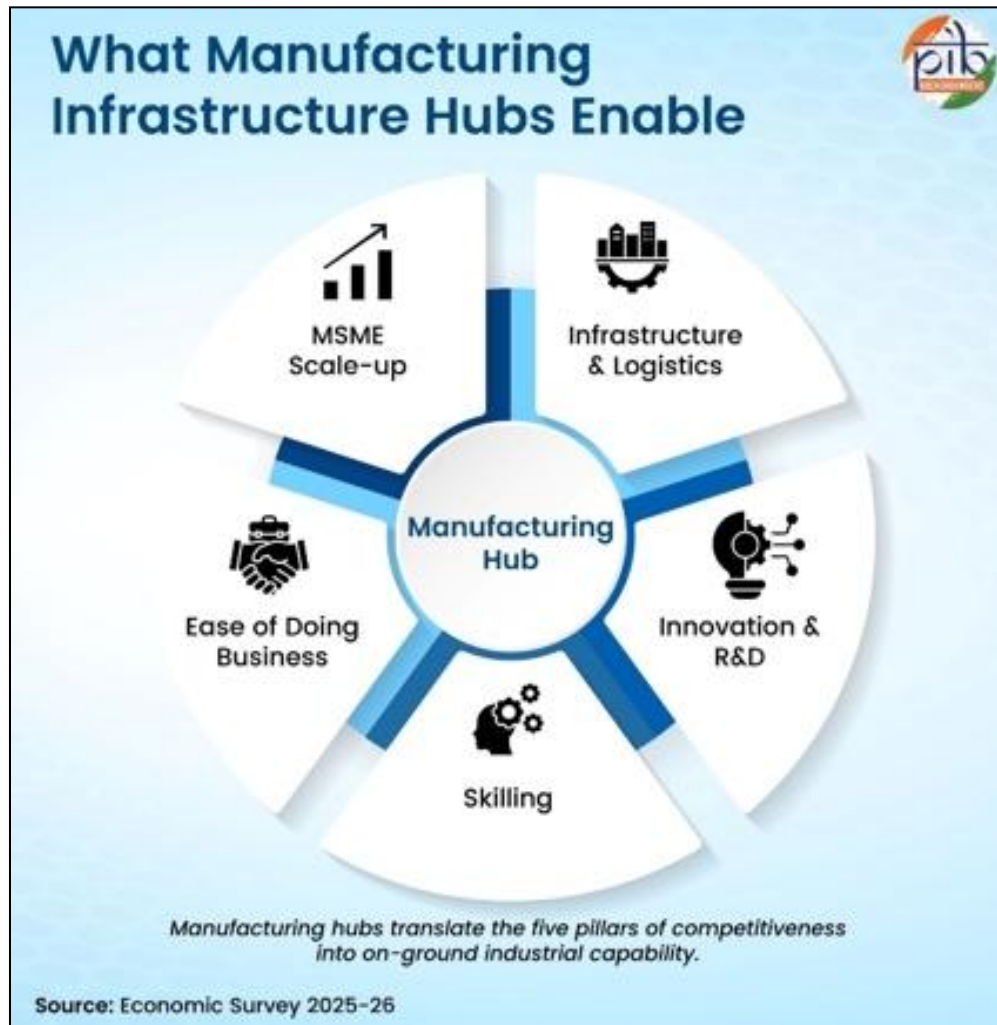 What Manufacturing
Infrastructure Hubs Enable
pib
MSME
Scale-up
Infrastructure
& Logistics
Manufacturing
Hub
Ease of Doing
Business
Innovation &
R&D
Skilling
Manufacturing hubs translate the five pillars of competitiveness
into on-ground industrial capability.
Source: Economic Survey 2025-26